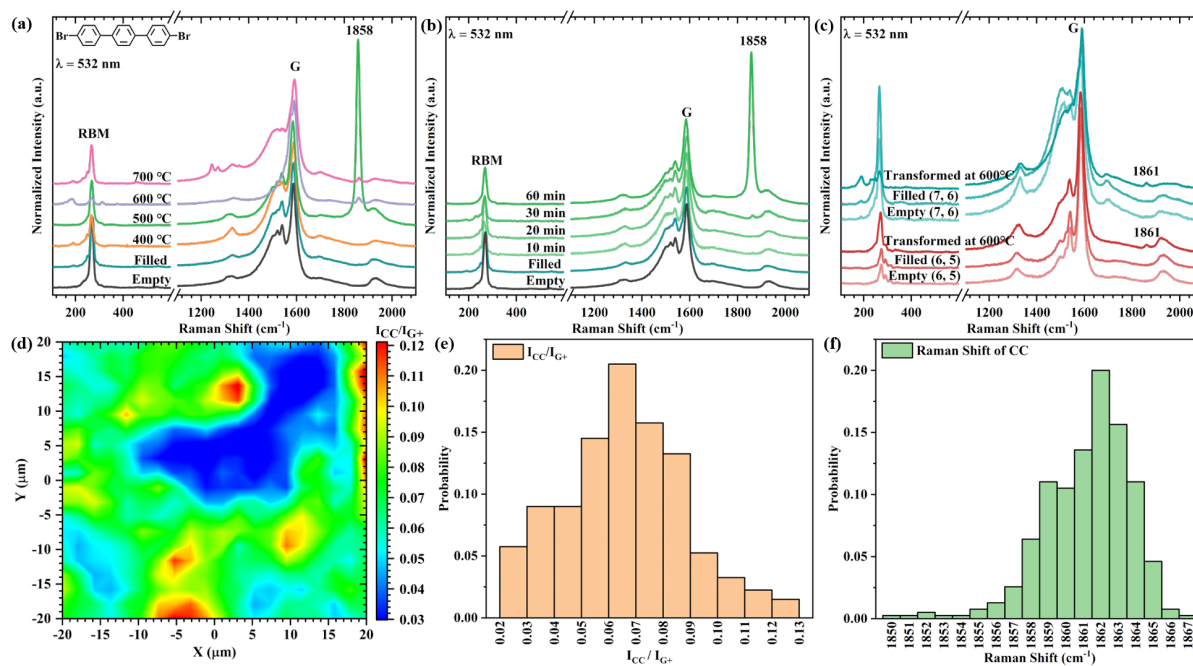 (a)
Br
Br
λ = 532 nm
1858
G
RBM
700 °C
600 °C
500 °C
400 °C
Filled
Empty
Normalized Intensity (a.u.)
200 400 1200 1400 1600 1800 2000
Raman Shift (cm-1)
(b)
λ = 532 nm
1858
G
RBM
60 min
30 min
20 min
10 min
Filled
Empty
Normalized Intensity (a.u.)
200 400 1200 1400 1600 1800 2000
Raman Shift (cm-1)
(c)
λ = 532 nm
G
Transformed at 600°C
1861
Filled (7, 6)
Empty (7, 6)
Transformed at 600°C
1861
Filled (6, 5)
Empty (6, 5)
Normalized Intensity (a.u.)
200 400 1200 1400 1600 1800 2000
Raman Shift (cm-1)
(d)
ICC/IG+
20
15
10
5
0
-5
-10
-15
-20
Y (μm)
-20 -15 -10 -5 0 5 10 15 20
X (μm)
0.12
0.11
0.10
0.09
0.08
0.07
0.06
0.05
0.04
0.03
(e)
ICC/IG+
0.20
0.15
0.10
0.05
0.00
Probability
0.02 0.03 0.04 0.05 0.06 0.07 0.08 0.09 0.10 0.11 0.12 0.13
ICC / IG+
(f)
Raman Shift of CC
0.20
0.15
0.10
0.05
0.00
Probability
1850 1851 1852 1853 1854 1855 1856 1857 1858 1859 1860 1861 1862 1863 1864 1865 1866 1867
Raman Shift (cm-1)